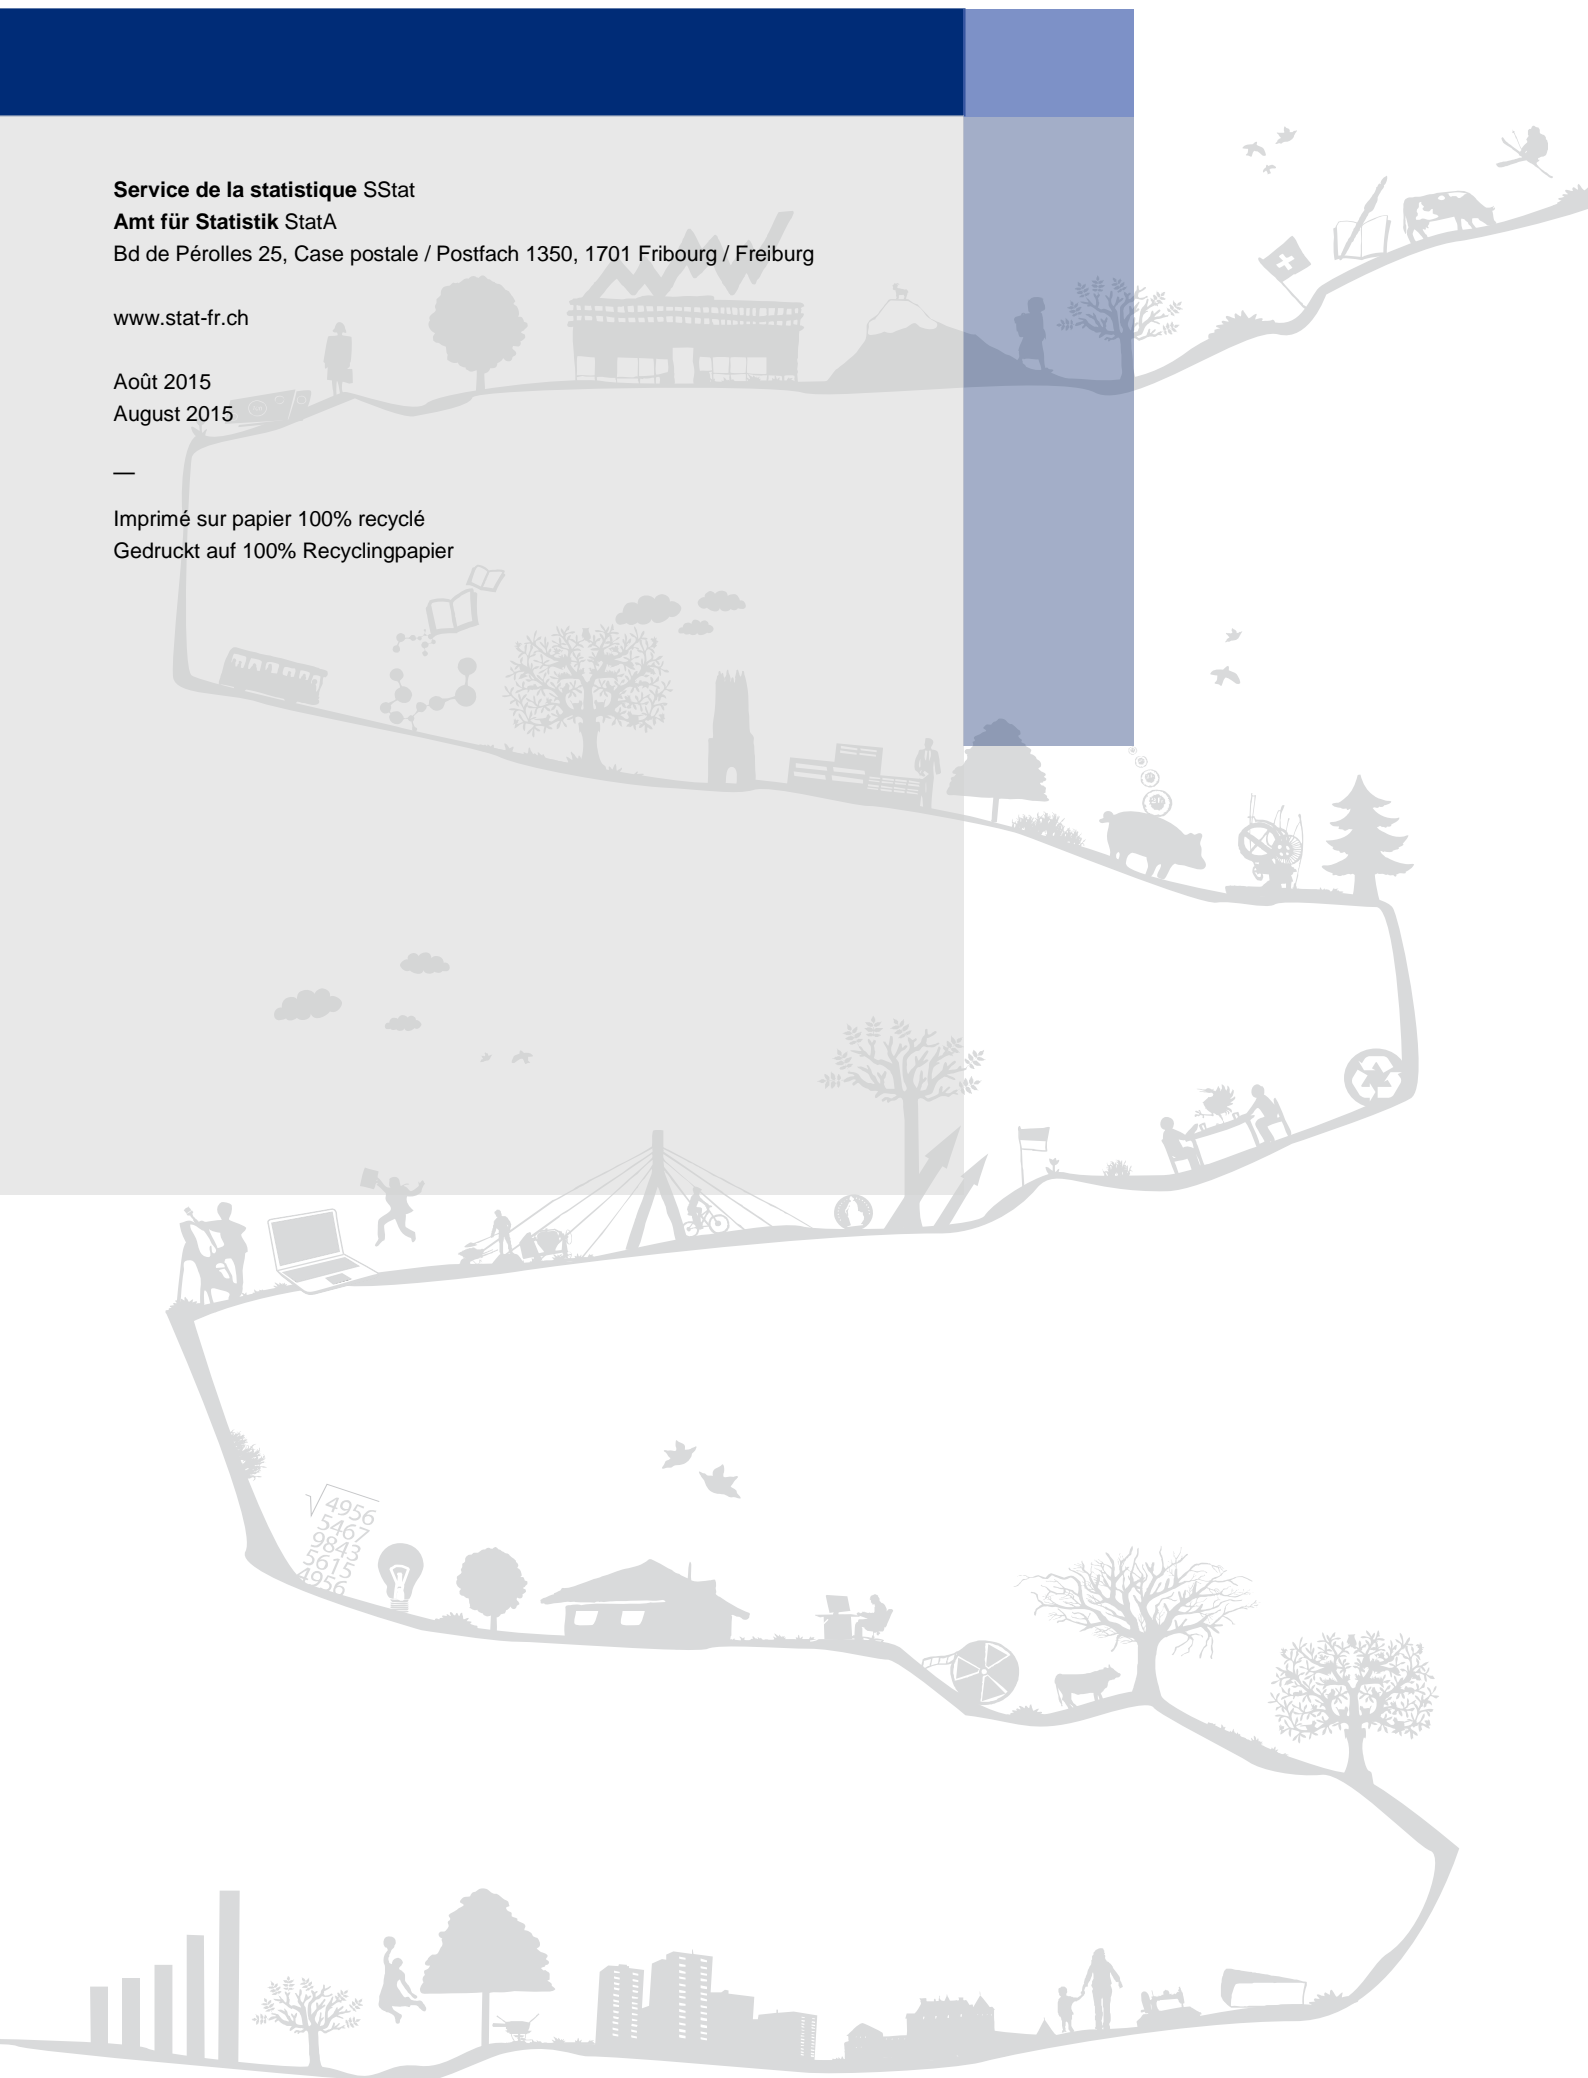 Service de la statistique SStat
Amt für Statistik StatA
Bd de Pérolles 25, Case postale / Postfach 1350, 1701 Fribourg / Freiburg
www.stat-fr.ch
Août 2015
August 2015
—
Imprimé sur papier 100% recyclé
Gedruckt auf 100% Recyclingpapier
4956
5467
9843
5615
4956